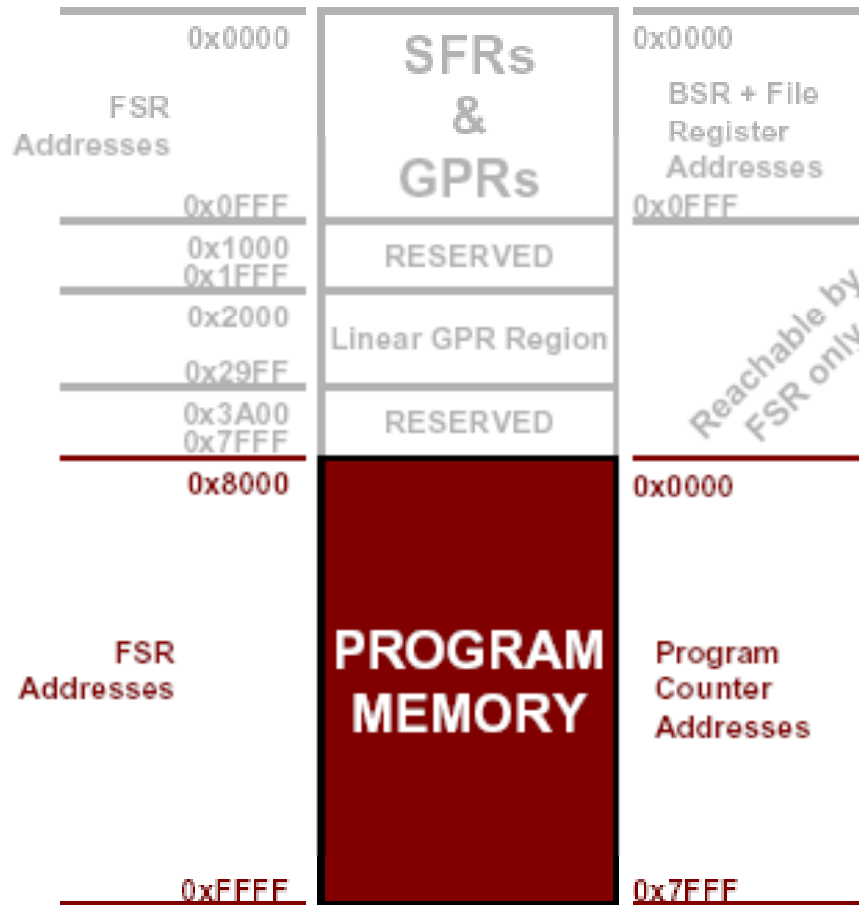 0x0000
SFRs
&
GPRs
0x0000
FSR
Addresses
BSR + File
Register
Addresses
0x0FFF
0x0FFF
0x1000
0x1FFF
RESERVED
0x2000
Linear GPR Region
0x29FF
Reachable by
FSR only
0x3A00
0x7FFF
RESERVED
0x8000
0x0000
FSR
Addresses
PROGRAM
MEMORY
Program
Counter
Addresses
0xFFFF
0x7FFF